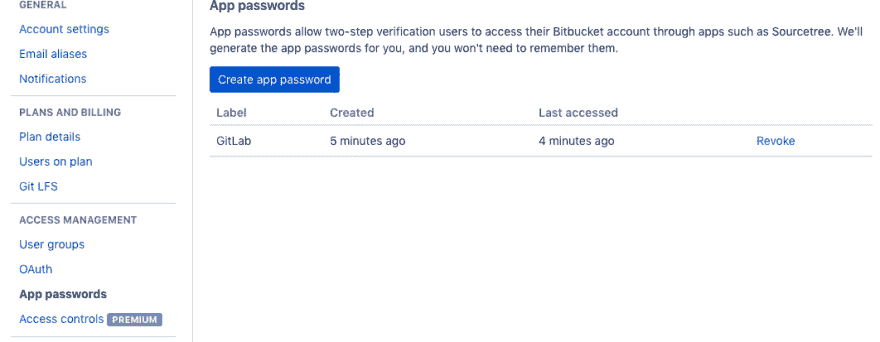 GENERAL
Account settings
Email aliases
Notifications
PLANS AND BILLING
Plan details
Users on plan
Git LFS
ACCESS MANAGEMENT
User groups
OAuth
App passwords
Access controls PREMIUM
App passwords
App passwords allow two-step verification users to access their Bitbucket account through apps such as Sourcetree. We'll
generate the app passwords for you, and you won't need to remember them.
Create app password
Label Created Last accessed
GitLab 5 minutes ago 4 minutes ago Revoke